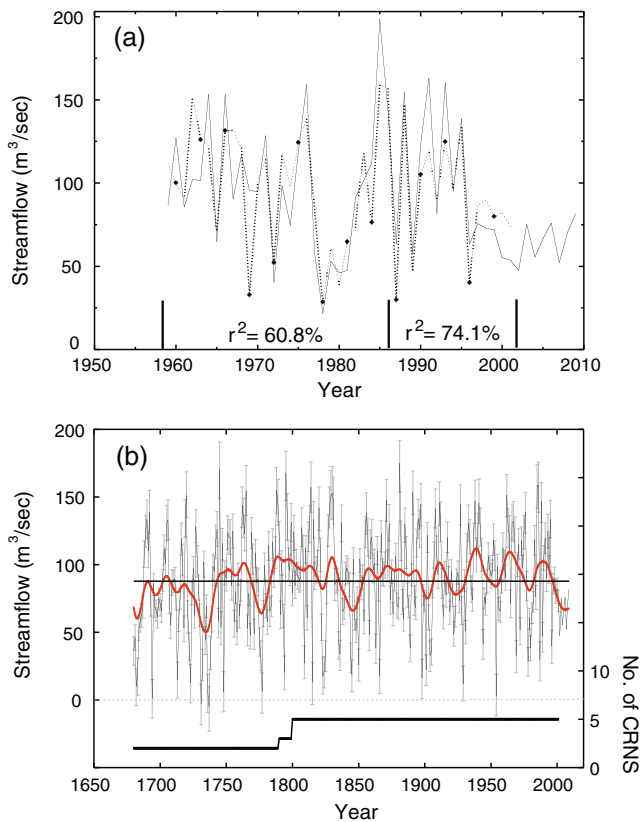 (a)
200
150
100
50
0
Streamflow (m³/sec)
r²= 60.8%
r²= 74.1%
1950 1960 1970 1980 1990 2000 2010
Year
(b)
200
150
100
50
0
Streamflow (m³/sec)
10
5
0
No. of CRNS
1650 1700 1750 1800 1850 1900 1950 2000
Year